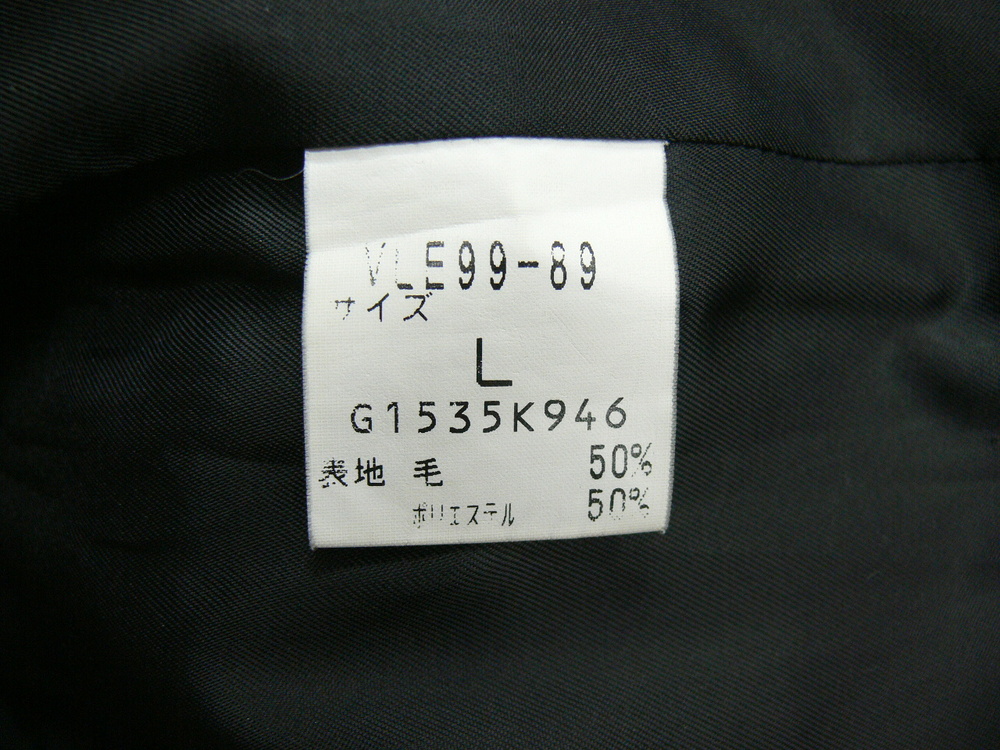 VLE99-89
サイズ
L
G1535K946
表地 毛 50%
ポリエステル 50%